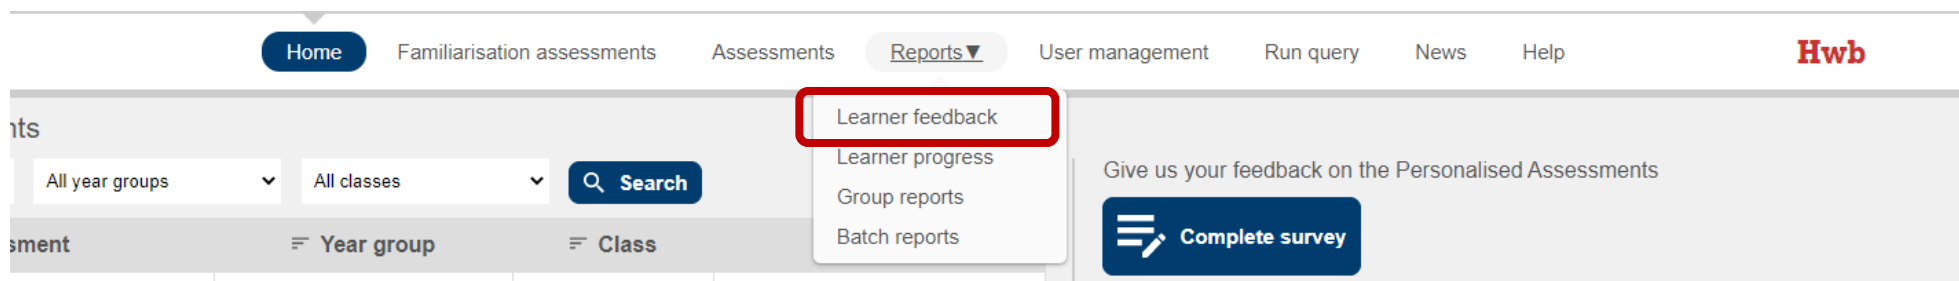 Home Familiarisation assessments Assessments Reports▼ User management Run query News Help Hwb
Learner feedback
Learner progress
Group reports
Batch reports
nts
All year groups All classes Search
sment Year group Class
Give us your feedback on the Personalised Assessments
Complete survey